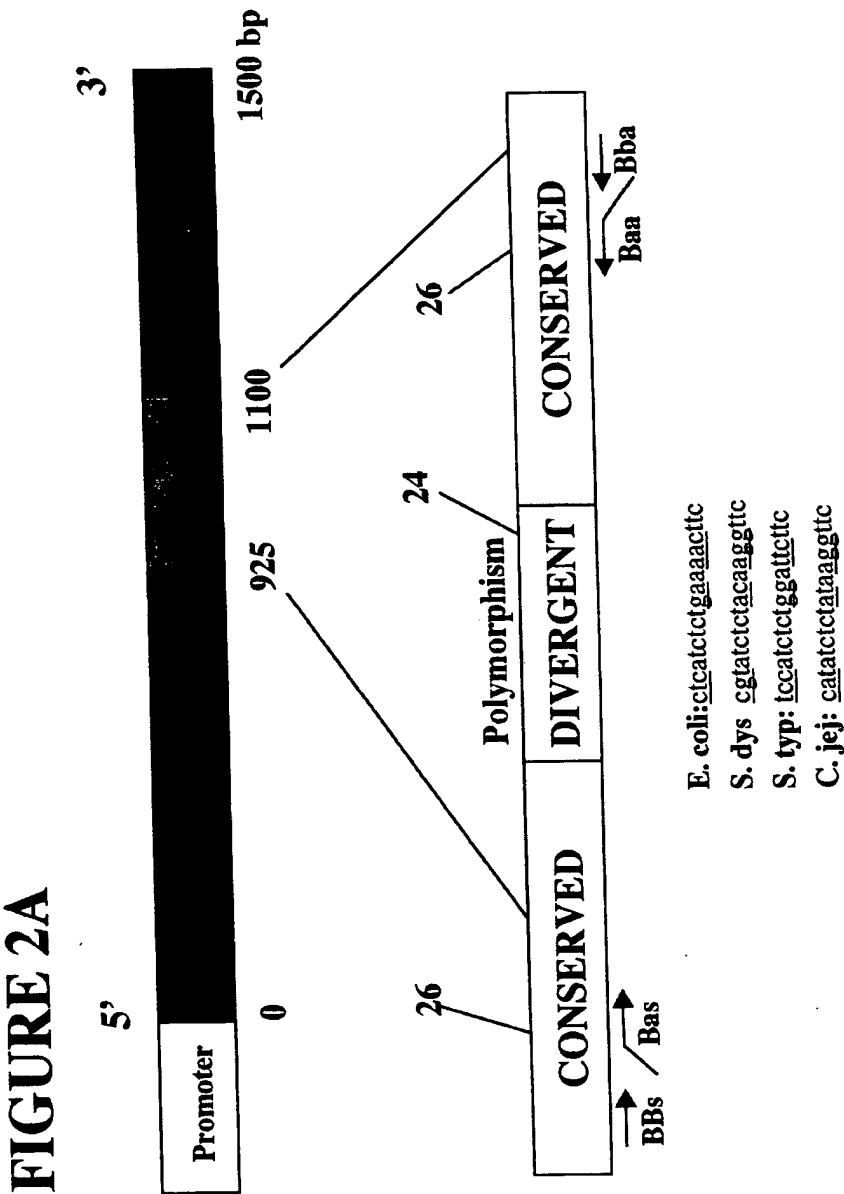 FIGURE 2A
5’
3’
Promoter
0
925
1100
1500 bp
26
Polymorphism
24
26
CONSERVED
DIVERGENT
CONSERVED
BBs
Bas
Baa
Bba
E. coli:ctcatctctgaaaacttc
S. dys cgtatctctacaaggttc
S. typ: tccatctctggattcttc
C. jej: catatctctataaggttc